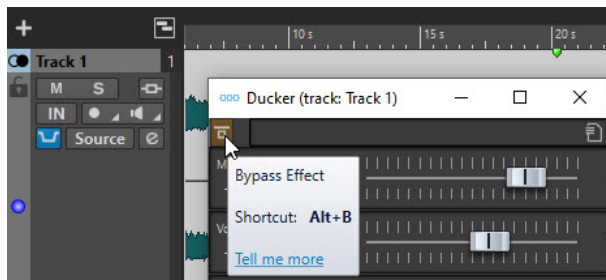 +
10 s 15 s 20 s
Track 1 1
M S
IN
Source e
Ducker (track: Track 1)
Bypass Effect
Shortcut: Alt+B
Tell me more